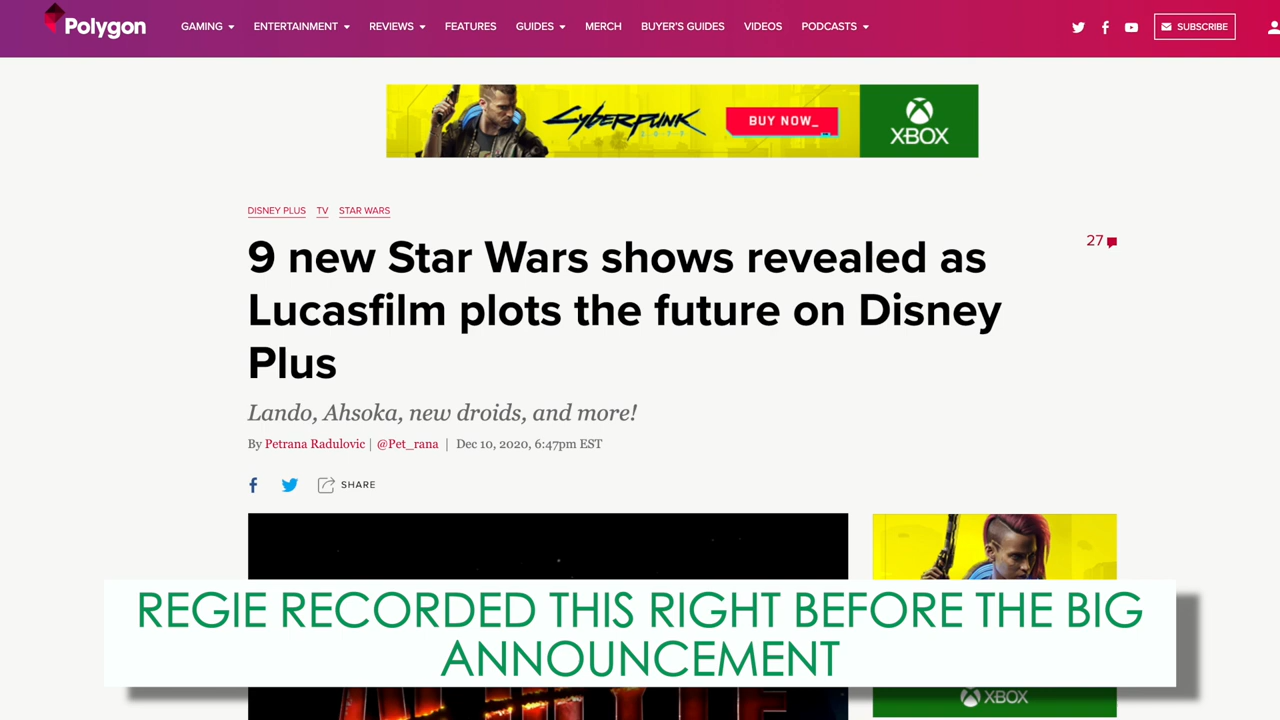 Polygon
GAMING ENTERTAINMENT REVIEWS FEATURES GUIDES MERCH BUYER'S GUIDES VIDEOS PODCASTS
SUBSCRIBE
CYBERPUNK
2077
BUY NOW_
XBOX
DISNEY PLUS TV STAR WARS
27
9 new Star Wars shows revealed as
Lucasfilm plots the future on Disney
Plus
Lando, Ahsoka, new droids, and more!
By Petrana Radulovic | @Pet_rana | Dec 10, 2020, 6:47pm EST
SHARE
REGIE RECORDED THIS RIGHT BEFORE THE BIG
ANNOUNCEMENT
XBOX